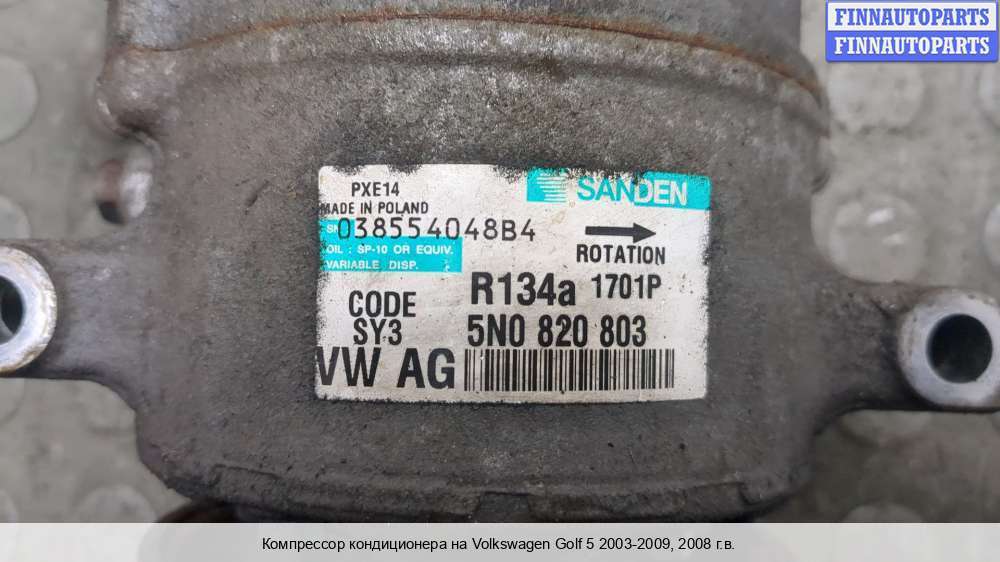 FINNAUTOPARTS
FINNAUTOPARTS
PXE14
MADE IN POLAND
SANDEN
038554048B4
OIL : SP-10 OR EQUIV.
VARIABLE DISP.
ROTATION
R134a 1701P
CODE
SY3
5N0 820 803
VW AG
Компрессор кондиционера на Volkswagen Golf 5 2003-2009, 2008 г.в.